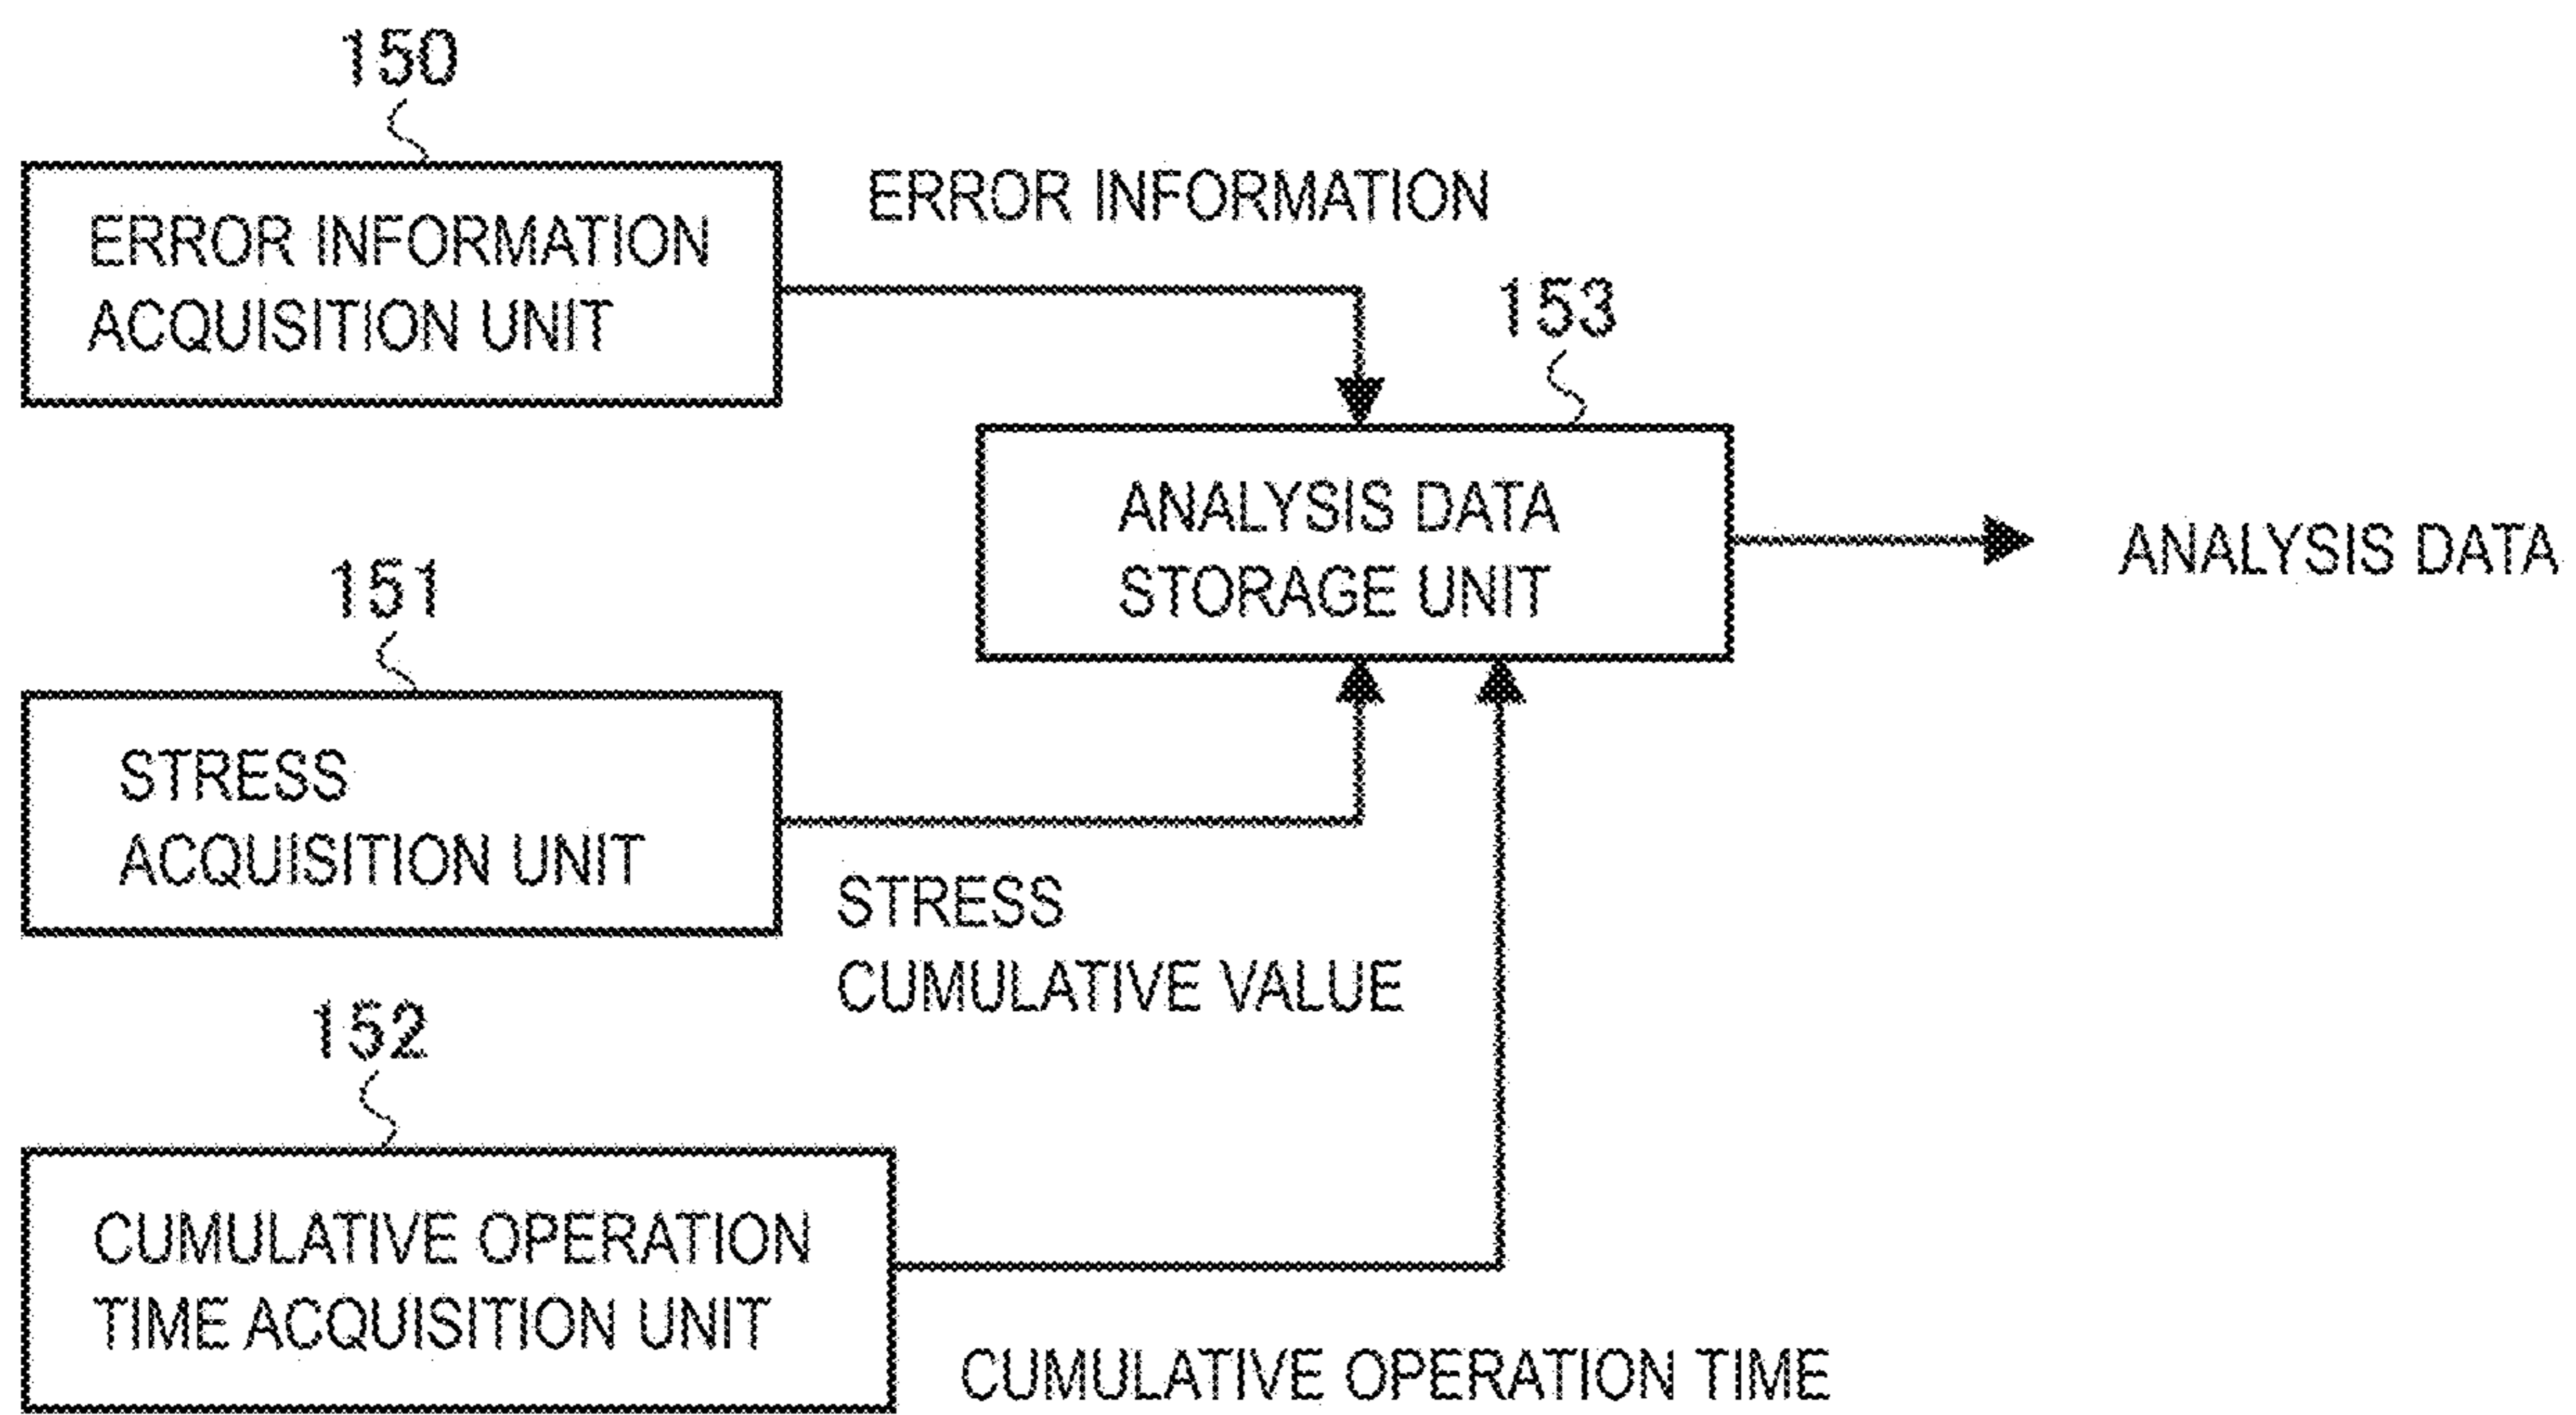 150
ERROR INFORMATION
ACQUISITION UNIT
ERROR INFORMATION
153
ANALYSIS DATA
STORAGE UNIT
ANALYSIS DATA
151
STRESS
ACQUISITION UNIT
STRESS
CUMULATIVE VALUE
152
CUMULATIVE OPERATION
TIME ACQUISITION UNIT
CUMULATIVE OPERATION TIME